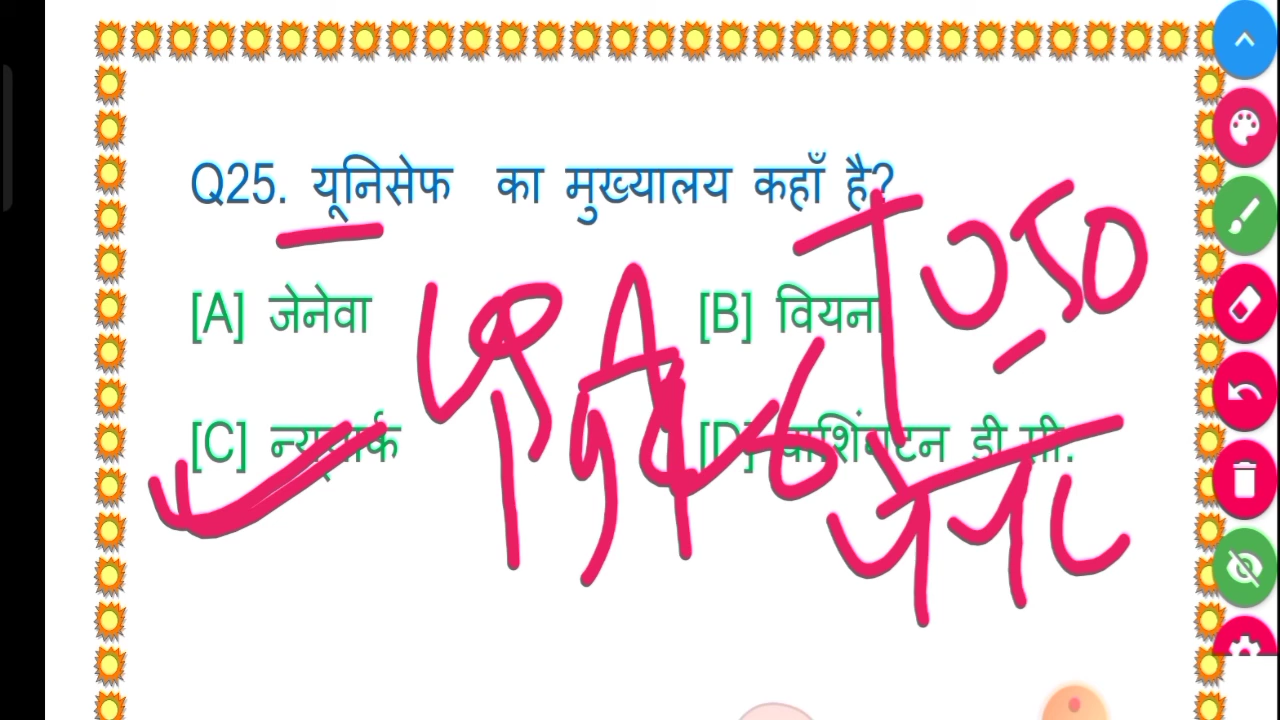 Q25. यूनिसेफ का मुख्यालय कहाँ है?
[A] जेनेवा [B] वियना
[C] न्यूयार्क [D] वाशिंगटन डी.सी.
1946